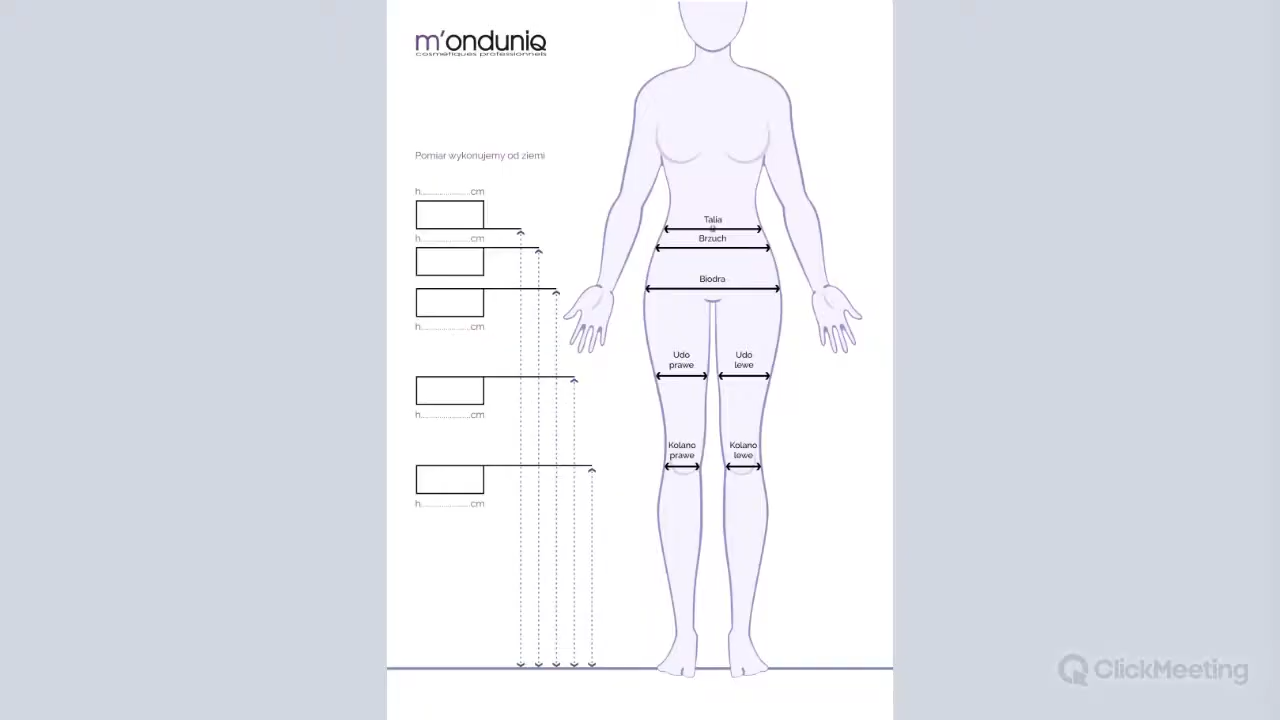 m'onduniq
cosmétiques professionnels
Pomiar wykonujemy od ziemi
h......................cm
h......................cm
h......................cm
h......................cm
h......................cm
Talia
Brzuch
Biodra
Udo
prawe
Udo
lewe
Kolano
prawe
Kolano
lewe
ClickMeeting